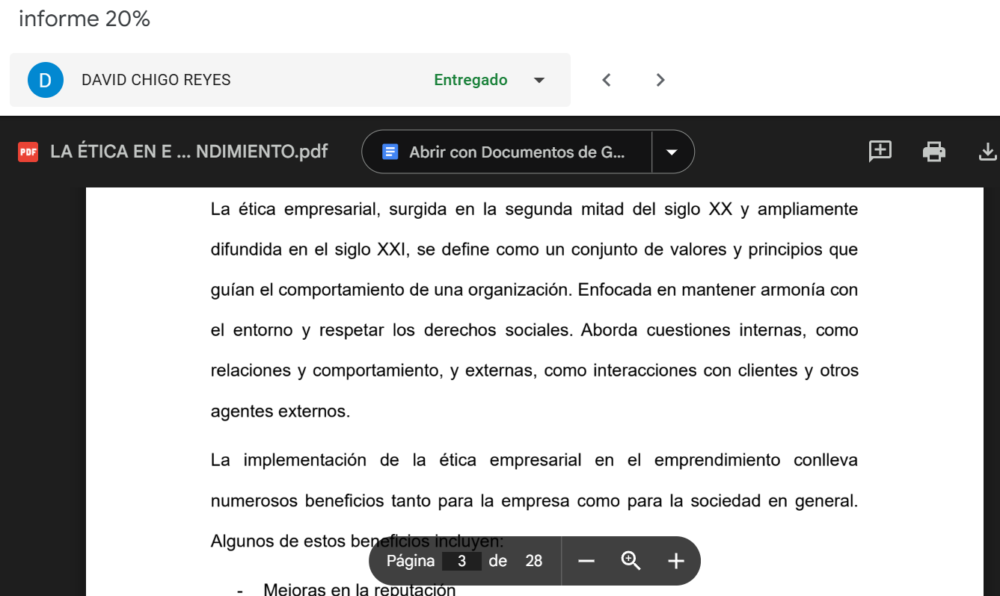 informe 20%
D DAVID CHIGO REYES Entregado
PDF LA ÉTICA EN E ... NDIMIENTO.pdf Abrir con Documentos de G...
La ética empresarial, surgida en la segunda mitad del siglo XX y ampliamente
difundida en el siglo XXI, se define como un conjunto de valores y principios que
guían el comportamiento de una organización. Enfocada en mantener armonía con
el entorno y respetar los derechos sociales. Aborda cuestiones internas, como
relaciones y comportamiento, y externas, como interacciones con clientes y otros
agentes externos.
La implementación de la ética empresarial en el emprendimiento conlleva
numerosos beneficios tanto para la empresa como para la sociedad en general.
Algunos de estos beneficios incluyen:
Página 3 de 28
- Mejoras en la reputación